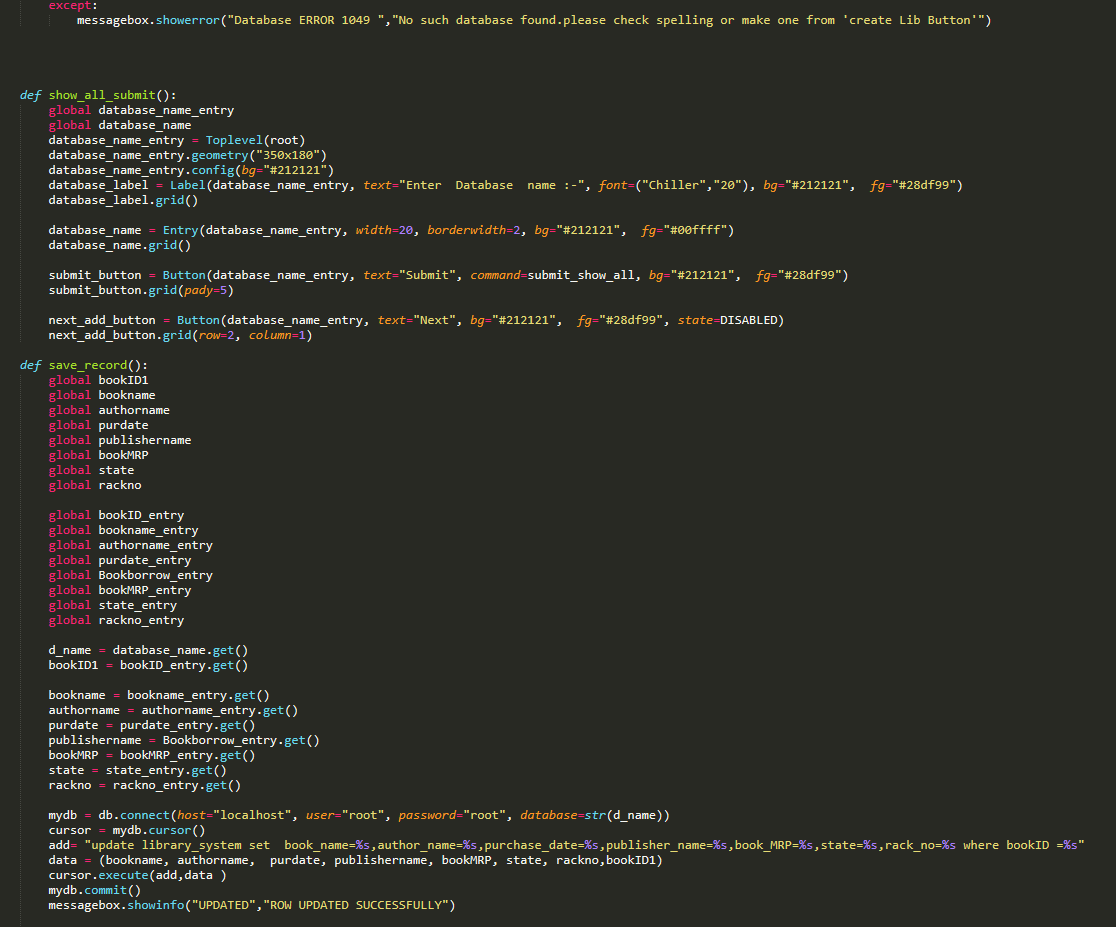 except:
messagebox.showerror("Database ERROR 1049 ","No such database found.please check spelling or make one from 'create Lib Button'")
def show_all_submit():
global database_name_entry
global database_name
database_name_entry = Toplevel(root)
database_name_entry.geometry("350x180")
database_name_entry.config(bg="#212121")
database_label = Label(database_name_entry, text="Enter  Database  name :-", font=("Chiller","20"), bg="#212121",  fg="#28df99")
database_label.grid()
database_name = Entry(database_name_entry, width=20, borderwidth=2, bg="#212121",  fg="#00ffff")
database_name.grid()
submit_button = Button(database_name_entry, text="Submit", command=submit_show_all, bg="#212121",  fg="#28df99")
submit_button.grid(pady=5)
next_add_button = Button(database_name_entry, text="Next", bg="#212121",  fg="#28df99", state=DISABLED)
next_add_button.grid(row=2, column=1)
def save_record():
global bookID1
global bookname
global authorname
global purdate
global publishername
global bookMRP
global state
global rackno
global bookID_entry
global bookname_entry
global authorname_entry
global purdate_entry
global Bookborrow_entry
global bookMRP_entry
global state_entry
global rackno_entry
d_name = database_name.get()
bookID1 = bookID_entry.get()
bookname = bookname_entry.get()
authorname = authorname_entry.get()
purdate = purdate_entry.get()
publishername = Bookborrow_entry.get()
bookMRP = bookMRP_entry.get()
state = state_entry.get()
rackno = rackno_entry.get()
mydb = db.connect(host="localhost", user="root", password="root", database=str(d_name))
cursor = mydb.cursor()
add= "update library_system set  book_name=%s,author_name=%s,purchase_date=%s,publisher_name=%s,book_MRP=%s,state=%s,rack_no=%s where bookID =%s"
data = (bookname, authorname,  purdate, publishername, bookMRP, state, rackno,bookID1)
cursor.execute(add,data )
mydb.commit()
messagebox.showinfo("UPDATED","ROW UPDATED SUCCESSFULLY")